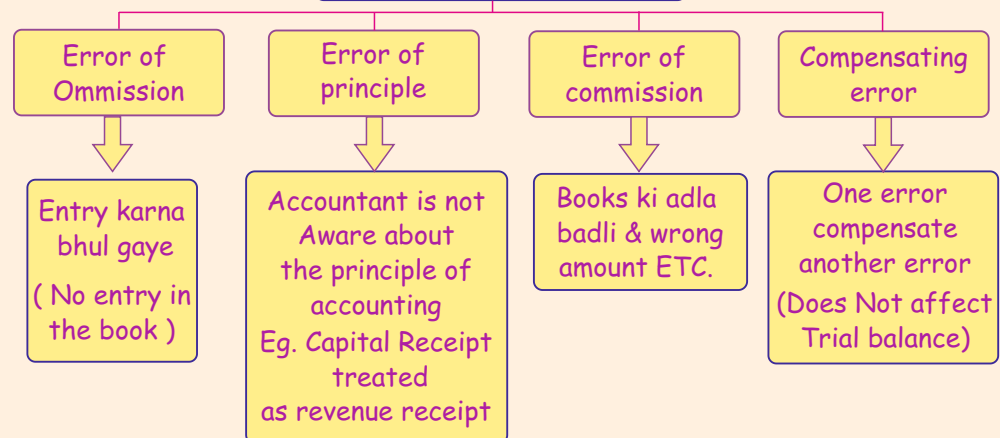 Error of
Ommission
Error of
principle
Error of
commission
Compensating
error
Entry karna
bhul gaye
( No entry in
the book )
Accountant is not
Aware about
the principle of
accounting
Eg. Capital Receipt
treated
as revenue receipt
Books ki adla
badli & wrong
amount ETC.
One error
compensate
another error
(Does Not affect
Trial balance)